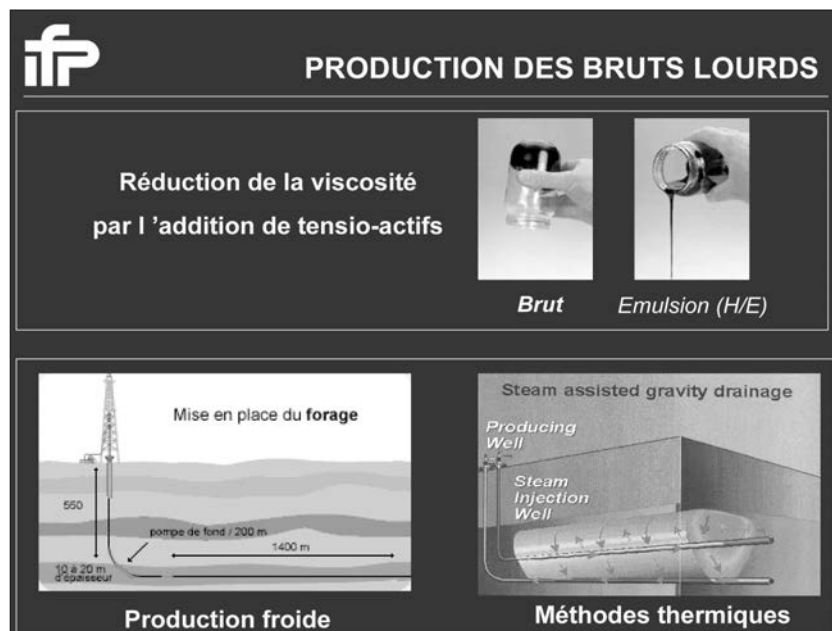 ifp
PRODUCTION DES BRUTS LOURDS
Réduction de la viscosité
par l 'addition de tensio-actifs
Brut
Emulsion (H/E)
Mise en place du forage
550
pompe de fond / 200 m
1400 m
10 à 20 m
d'épaisseur
Production froide
Steam assisted gravity drainage
Producing
Well
Steam
Injection
Well
Méthodes thermiques